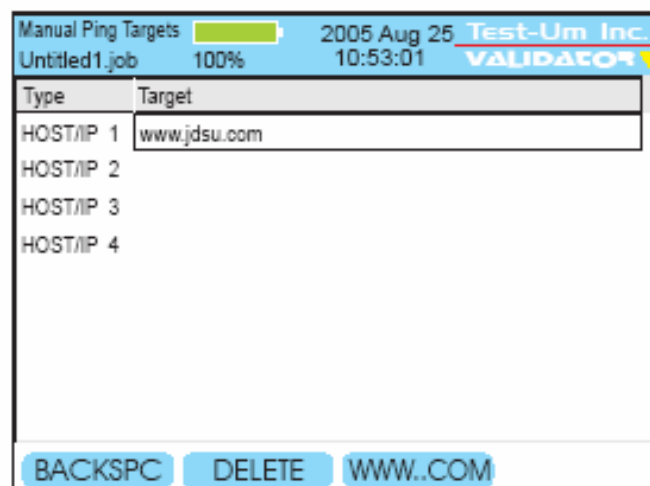 Manual Ping Targets 2005 Aug 25 Test-Um Inc.
Untitled1.job 100% 10:53:01 VALIDATOR
Type Target
HOST/IP 1 www.jdsu.com
HOST/IP 2
HOST/IP 3
HOST/IP 4
BACKSPC DELETE WWW..COM